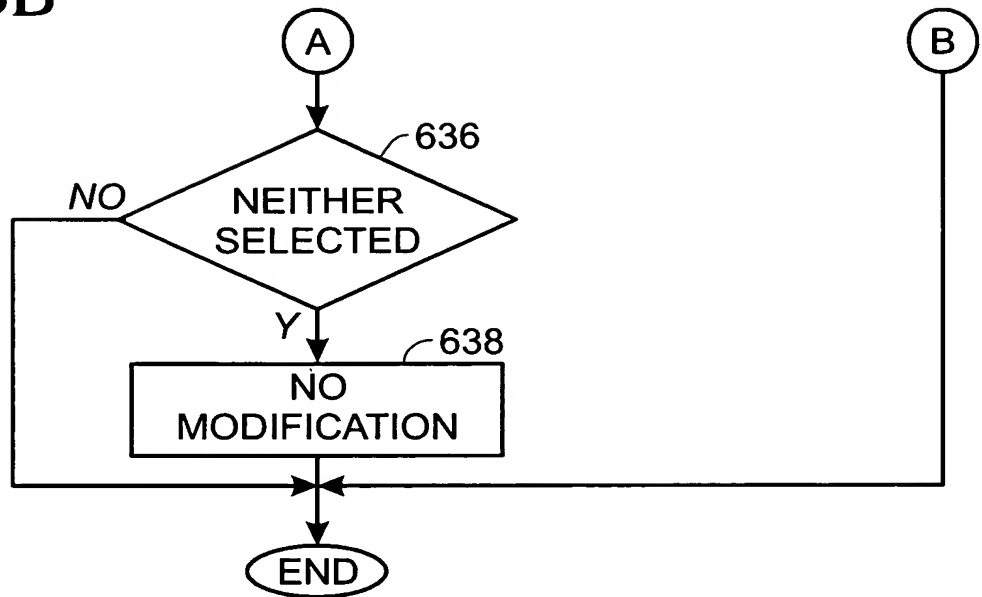 A
B
636
NO
NEITHER
SELECTED
Y
638
NO
MODIFICATION
END